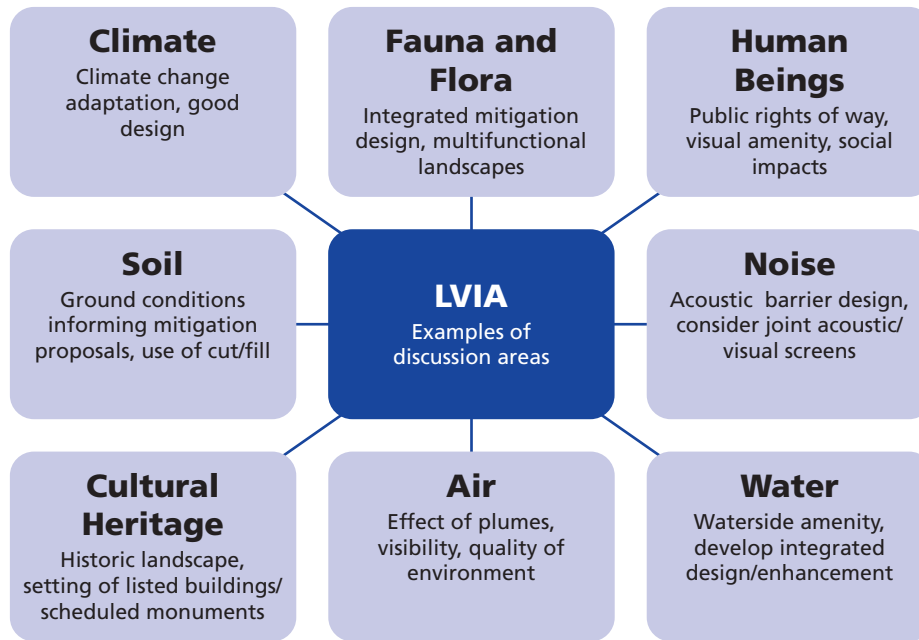 Climate
Climate change
adaptation, good
design
Fauna and
Flora
Integrated mitigation
design, multifunctional
landscapes
Human
Beings
Public rights of way,
visual amenity, social
impacts
Soil
Ground conditions
informing mitigation
proposals, use of cut/fill
LVIA
Examples of
discussion areas
Noise
Acoustic barrier design,
consider joint acoustic/
visual screens
Cultural
Heritage
Historic landscape,
setting of listed buildings/
scheduled monuments
Air
Effect of plumes,
visibility, quality of
environment
Water
Waterside amenity,
develop integrated
design/enhancement